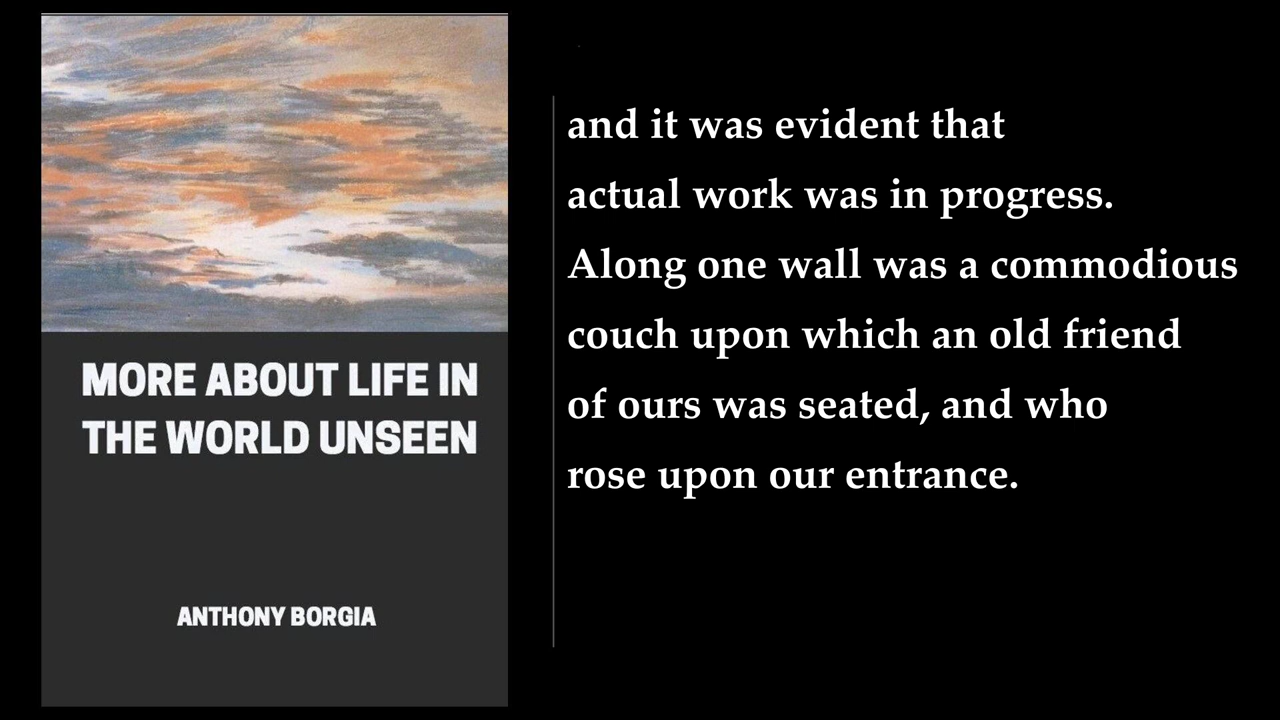 MORE ABOUT LIFE IN
THE WORLD UNSEEN
ANTHONY BORGIA
and it was evident that
actual work was in progress.
Along one wall was a commodious
couch upon which an old friend
of ours was seated, and who
rose upon our entrance.